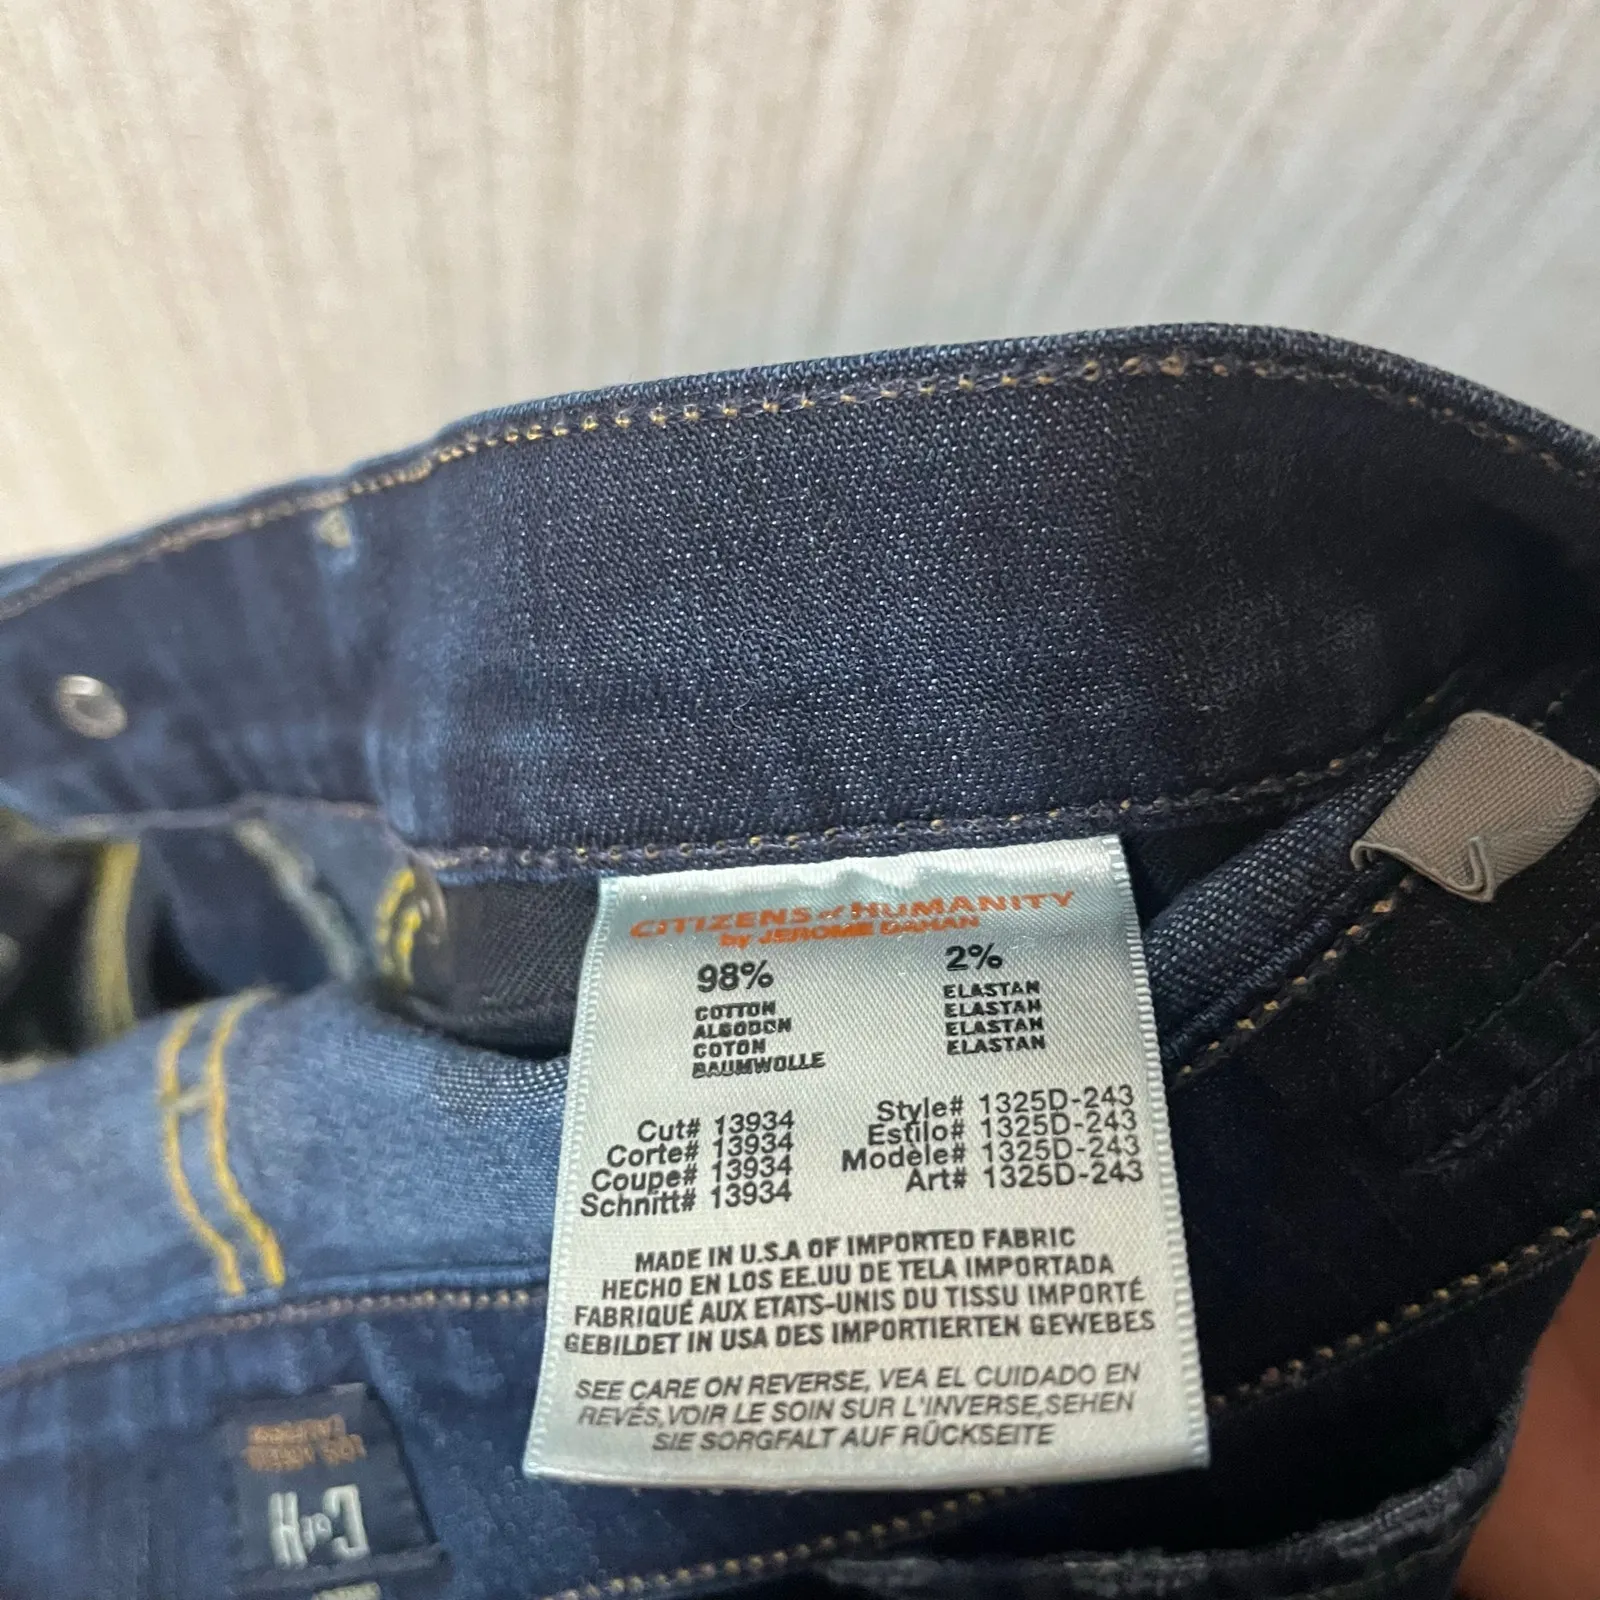 CITIZENS of HUMANITY
by JEROME DAHAN
98%
COTTON
ALGODON
COTON
BAUMWOLLE
2%
ELASTAN
ELASTAN
ELASTAN
ELASTAN
Cut# 13934
Corte# 13934
Coupe# 13934
Schnitt# 13934
Style# 1325D-243
Estilo# 1325D-243
Modèle# 1325D-243
Art# 1325D-243
MADE IN U.S.A OF IMPORTED FABRIC
HECHO EN LOS EE.UU DE TELA IMPORTADA
FABRIQUÉ AUX ETATS-UNIS DU TISSU IMPORTÉ
GEBILDET IN USA DES IMPORTIERTEN GEWEBES
SEE CARE ON REVERSE, VEA EL CUIDADO EN
REVÉS,VOIR LE SOIN SUR L'INVERSE,SEHEN
SIE SORGFALT AUF RÜCKSEITE
C of H